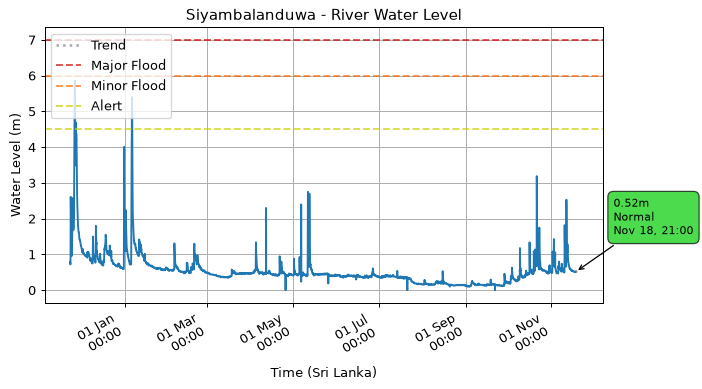 Siyambalanduwa - River Water Level
Water Level (m)
7
6
5
4
3
2
1
0
Trend
Major Flood
Minor Flood
Alert
0.52m
Normal
Nov 18, 21:00
01 Jan
00:00
01 Mar
00:00
01 May
00:00
01 Jul
00:00
01 Sep
00:00
01 Nov
00:00
Time (Sri Lanka)